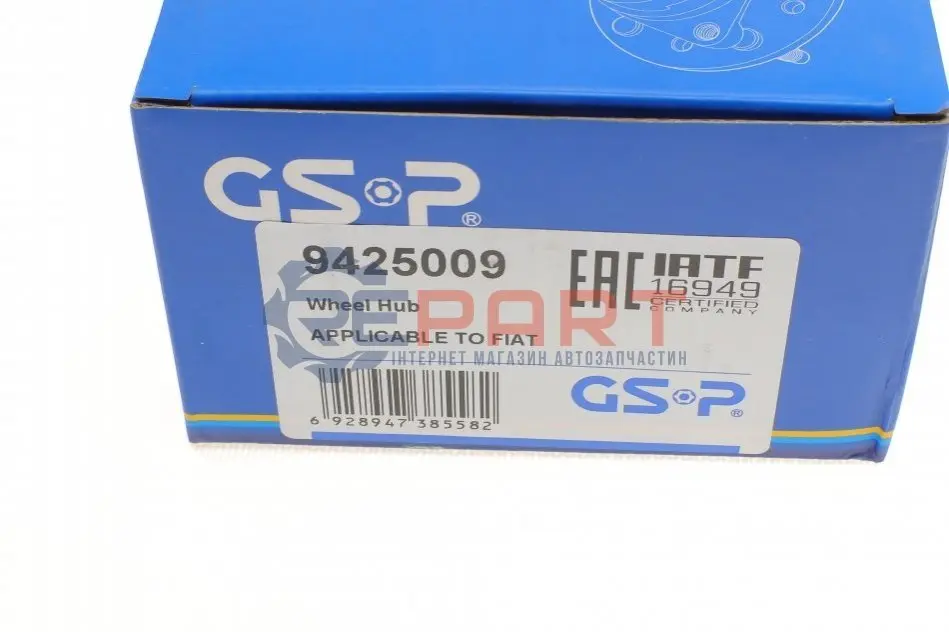 GSP®
9425009
Wheel Hub
APPLICABLE TO FIAT
EAC
IATF
16949
CERTIFIED
COMPANY
REPART
ІНТЕРНЕТ МАГАЗИН АВТОЗАПЧАСТИН
6 928947 385582
GSP®